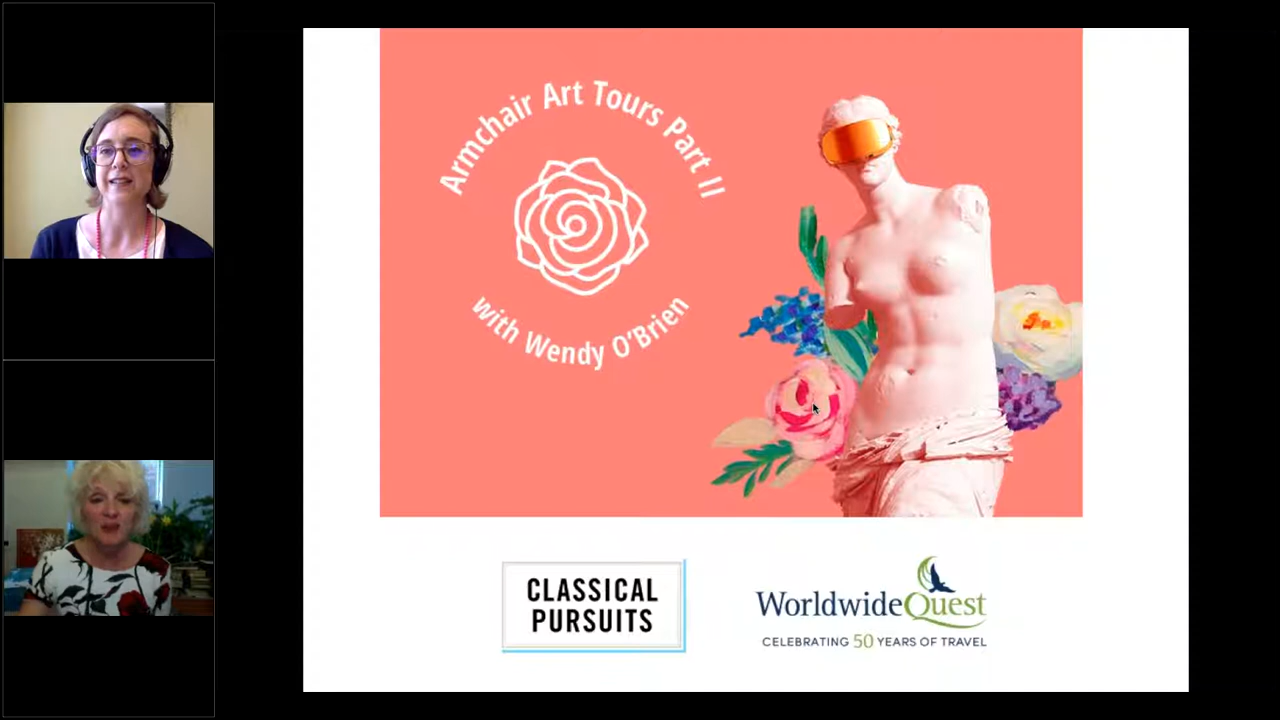 Armchair Art Tours Part II
with Wendy O'Brien
CLASSICAL
PURSUITS
WorldwideQuest
CELEBRATING 50 YEARS OF TRAVEL